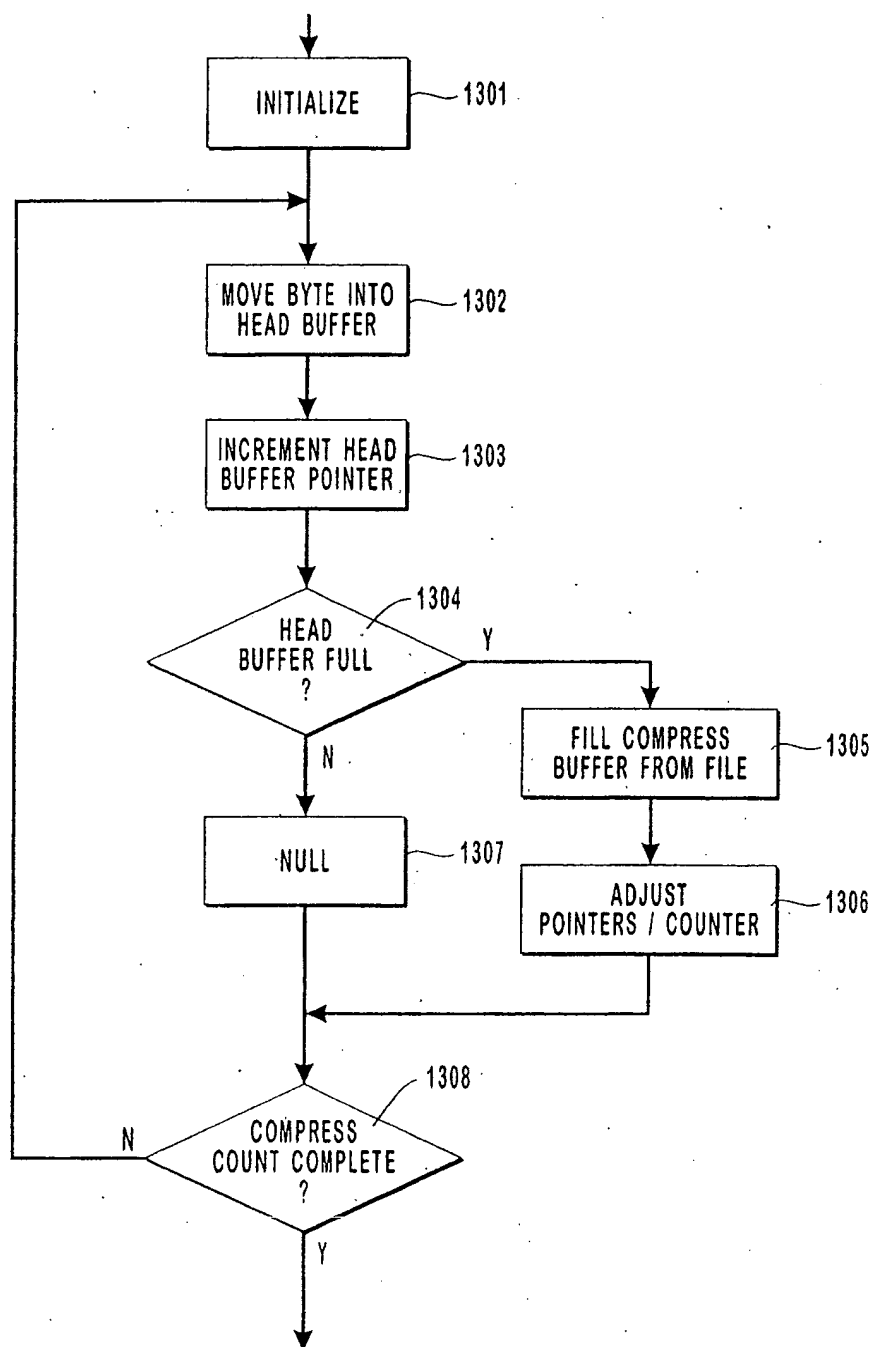 INITIALIZE
1301
MOVE BYTE INTO
HEAD BUFFER
1302
INCREMENT HEAD
BUFFER POINTER
1303
HEAD
BUFFER FULL
?
1304
Y
N
FILL COMPRESS
BUFFER FROM FILE
1305
NULL
1307
ADJUST
POINTERS / COUNTER
1306
COMPRESS
COUNT COMPLETE
?
1308
N
Y